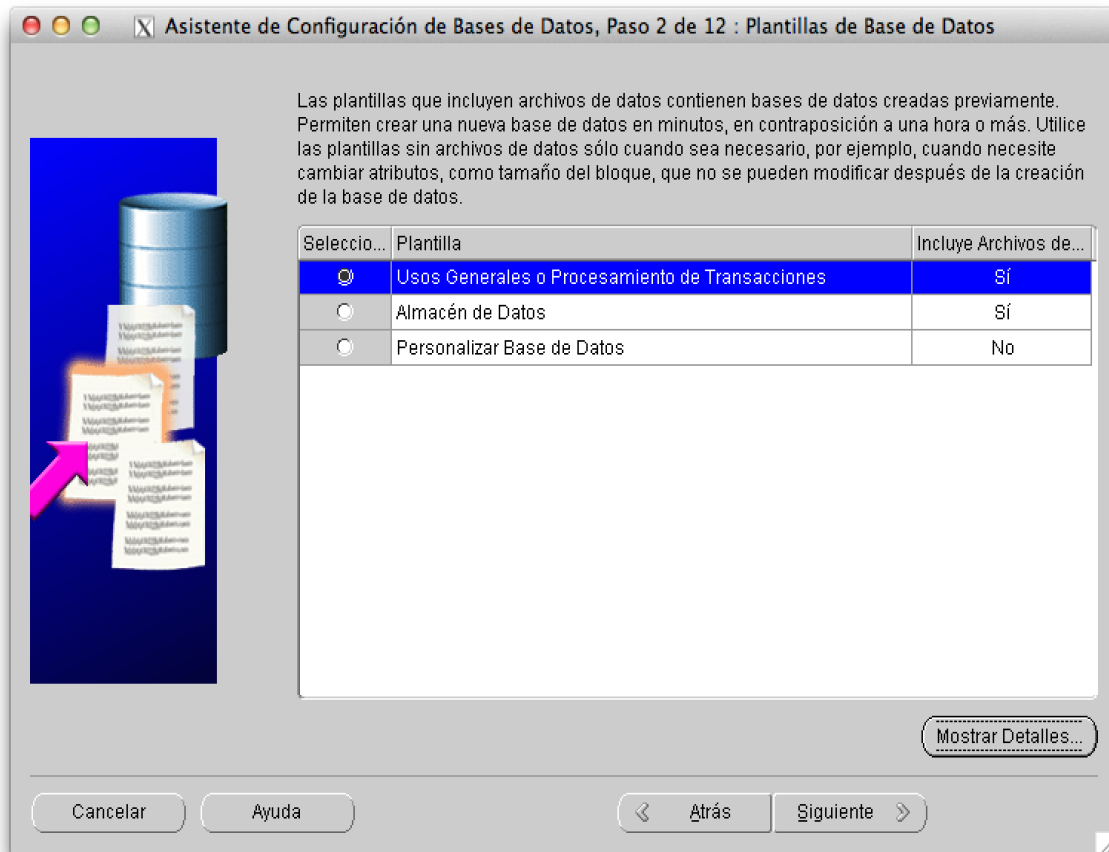 Asistente de Configuración de Bases de Datos, Paso 2 de 12 : Plantillas de Base de Datos
Las plantillas que incluyen archivos de datos contienen bases de datos creadas previamente.
Permiten crear una nueva base de datos en minutos, en contraposición a una hora o más. Utilice
las plantillas sin archivos de datos sólo cuando sea necesario, por ejemplo, cuando necesite
cambiar atributos, como tamaño del bloque, que no se pueden modificar después de la creación
de la base de datos.
Seleccio... Plantilla Incluye Archivos de...
Usos Generales o Procesamiento de Transacciones Sí
Almacén de Datos Sí
Personalizar Base de Datos No
Mostrar Detalles...
Cancelar Ayuda Atrás Siguiente